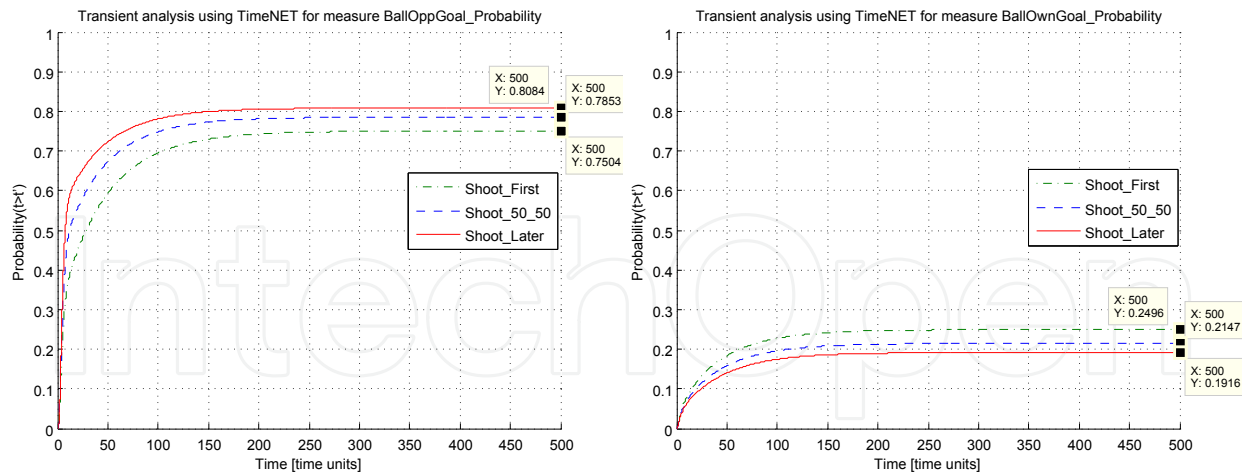 Transient analysis using TimeNET for measure BallOppGoal_Probability
1
0.9
0.8
0.7
0.6
0.5
0.4
0.3
0.2
0.1
0
Probability(t>t')
X: 500
Y: 0.8084
X: 500
Y: 0.7853
X: 500
Y: 0.7504
Shoot_First
Shoot_50_50
Shoot_Later
0 50 100 150 200 250 300 350 400 450 500
Time [time units]
Transient analysis using TimeNET for measure BallOwnGoal_Probability
1
0.9
0.8
0.7
0.6
0.5
0.4
0.3
0.2
0.1
0
Probability(t>t')
Shoot_First
Shoot_50_50
Shoot_Later
X: 500
Y: 0.2496
X: 500
Y: 0.2147
X: 500
Y: 0.1916
0 50 100 150 200 250 300 350 400 450 500
Time [time units]
IntechOpen